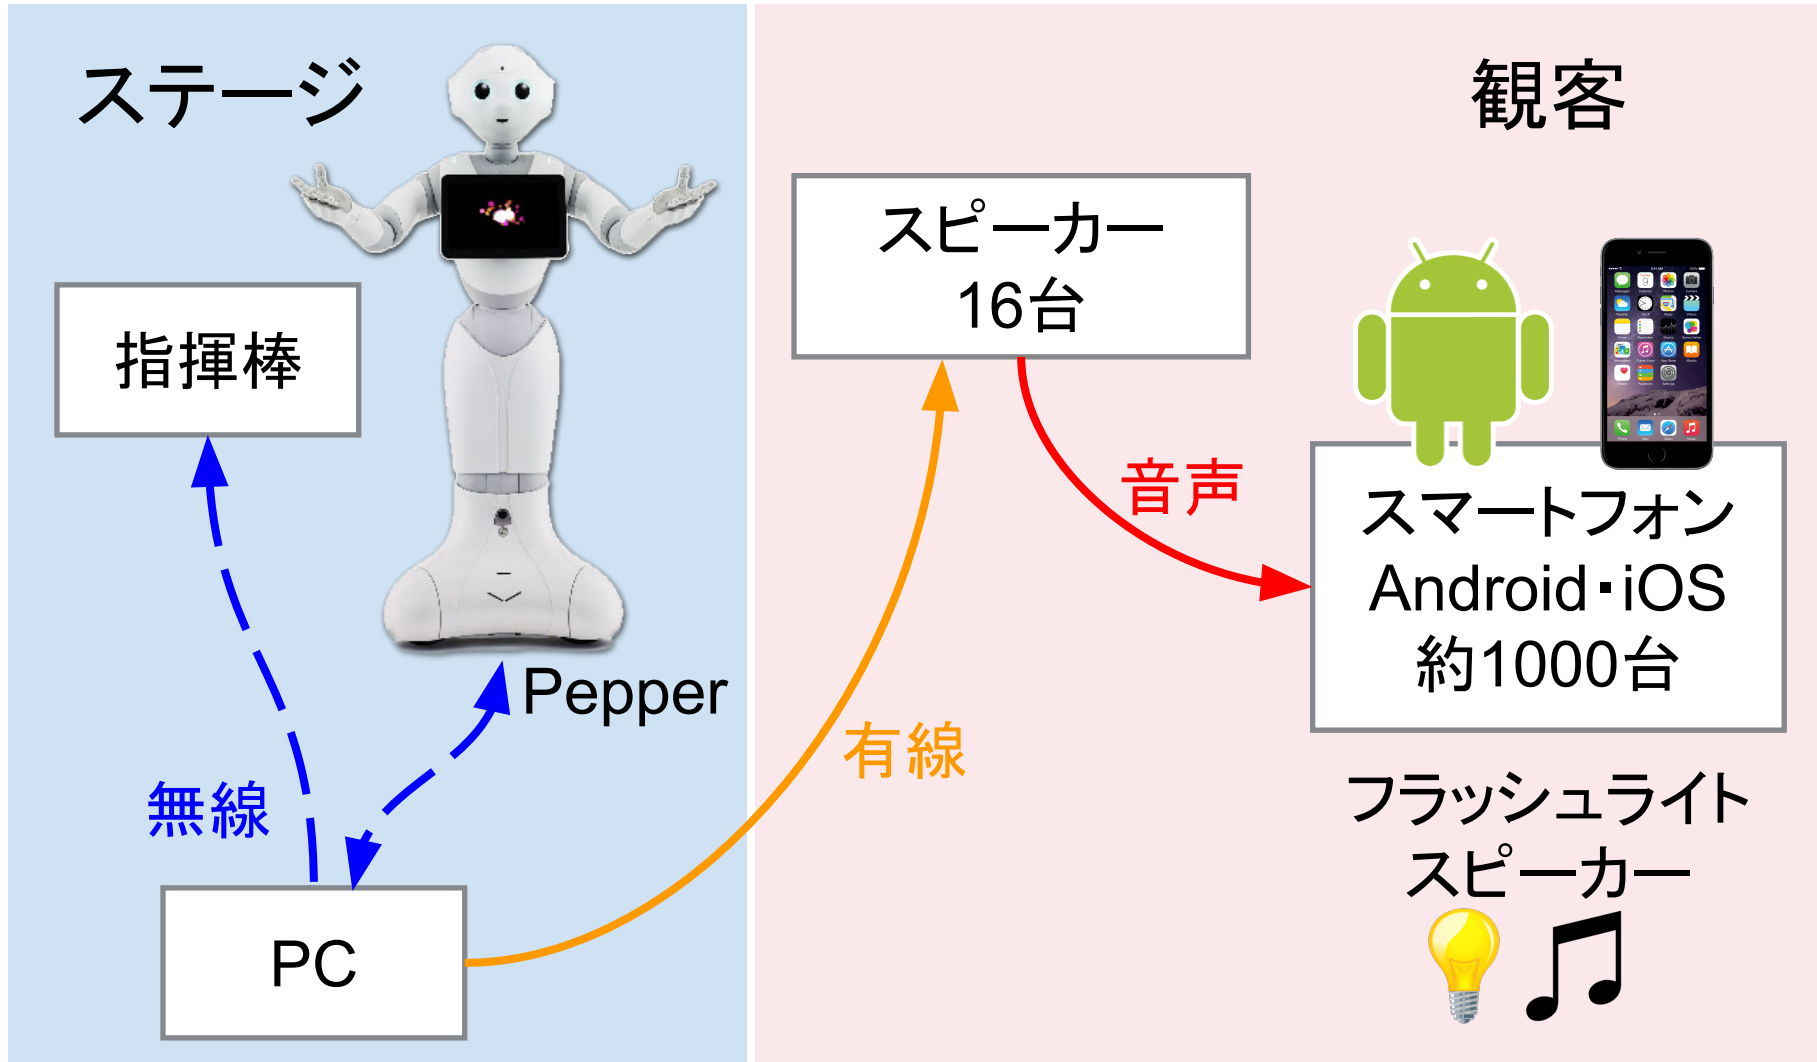 ステージ
指揮棒
Pepper
無線
PC
観客
スピーカー
16台
有線
音声
スマートフォン
Android・iOS
約1000台
フラッシュライト
スピーカー